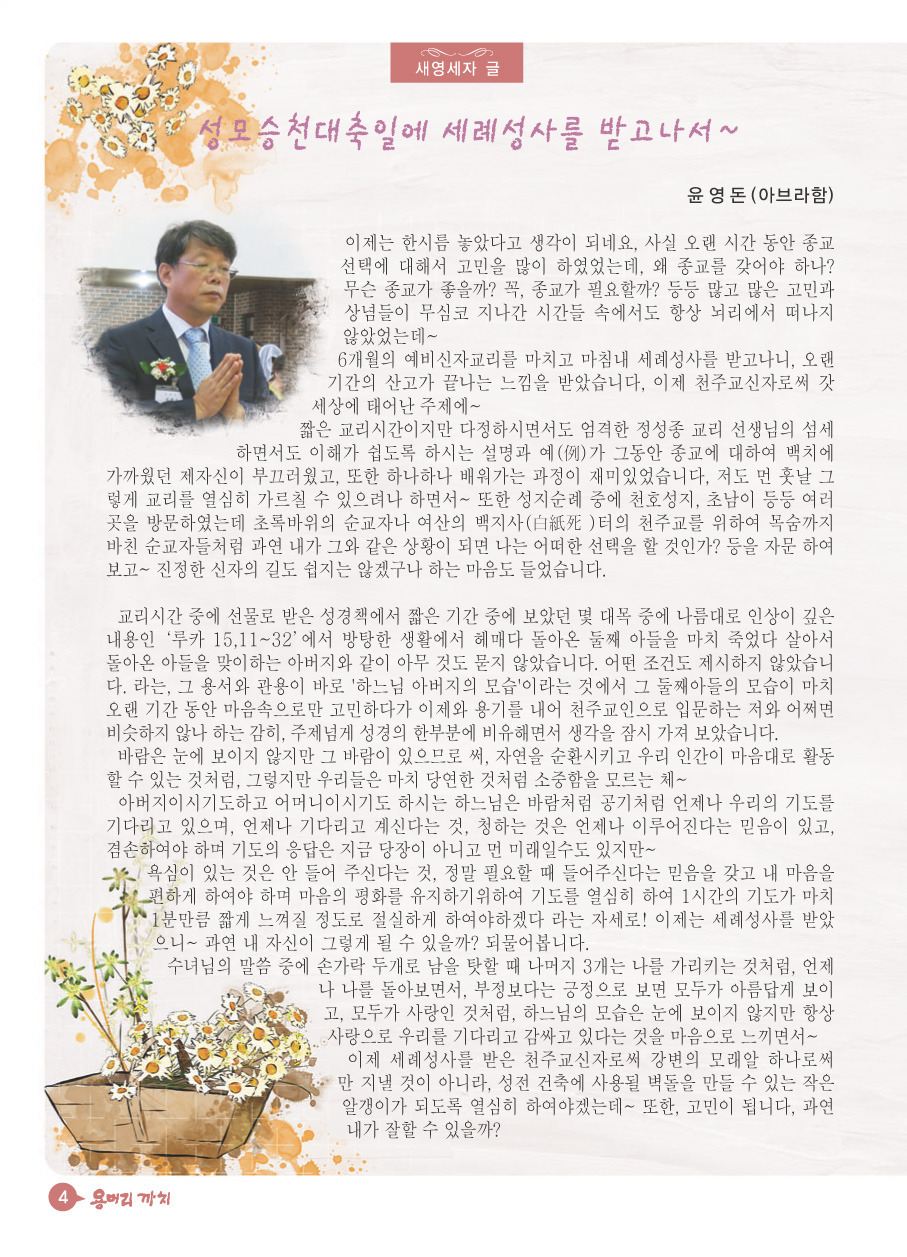 새영세자 글
성모승천대축일에 세례성사를 받고나서~
윤 영 돈 (아브라함)
이제는 한시름 놓았다고 생각이 되네요, 사실 오랜 시간 동안 종교
선택에 대해서 고민을 많이 하였었는데, 왜 종교를 갖어야 하나?
무슨 종교가 좋을까? 꼭, 종교가 필요할까? 등등 많고 많은 고민과
상념들이 무심코 지나간 시간들 속에서도 항상 뇌리에서 떠나지
않았었는데~
6개월의 예비신자교리를 마치고 마침내 세례성사를 받고나니, 오랜
기간의 산고가 끝나는 느낌을 받았습니다, 이제 천주교신자로써 갓
세상에 태어난 주제에~
짧은 교리시간이지만 다정하시면서도 엄격한 정성종 교리 선생님의 섬세
하면서도 이해가 쉽도록 하시는 설명과 예(例)가 그동안 종교에 대하여 백치에
가까웠던 제자신이 부끄러웠고, 또한 하나하나 배워가는 과정이 재미있었습니다, 저도 먼 훗날 그
렇게 교리를 열심히 가르칠 수 있으려나 하면서~ 또한 성지순례 중에 천호성지, 초남이 등등 여러
곳을 방문하였는데 초록바위의 순교자나 여산의 백지사(白紙死 )터의 천주교를 위하여 목숨까지
바친 순교자들처럼 과연 내가 그와 같은 상황이 되면 나는 어떠한 선택을 할 것인가? 등을 자문 하여
보고~ 진정한 신자의 길도 쉽지는 않겠구나 하는 마음도 들었습니다.
교리시간 중에 선물로 받은 성경책에서 짧은 기간 중에 보았던 몇 대목 중에 나름대로 인상이 깊은
내용인 ‘루카 15,11~32’에서 방탕한 생활에서 헤매다 돌아온 둘째 아들을 마치 죽었다 살아서
돌아온 아들을 맞이하는 아버지와 같이 아무 것도 묻지 않았습니다. 어떤 조건도 제시하지 않았습니
다. 라는, 그 용서와 관용이 바로 '하느님 아버지의 모습'이라는 것에서 그 둘째아들의 모습이 마치
오랜 기간 동안 마음속으로만 고민하다가 이제와 용기를 내어 천주교인으로 입문하는 저와 어쩌면
비슷하지 않나 하는 감히, 주제넘게 성경의 한부분에 비유해면서 생각을 잠시 가져 보았습니다.
바람은 눈에 보이지 않지만 그 바람이 있으므로 써, 자연을 순환시키고 우리 인간이 마음대로 활동
할 수 있는 것처럼, 그렇지만 우리들은 마치 당연한 것처럼 소중함을 모르는 채~
아버지이시기도하고 어머니이시기도 하시는 하느님은 바람처럼 공기처럼 언제나 우리의 기도를
기다리고 있으며, 언제나 기다리고 계신다는 것, 청하는 것은 언제나 이루어진다는 믿음이 있고,
겸손하여야 하며 기도의 응답은 지금 당장이 아니고 먼 미래일수도 있지만~
욕심이 있는 것은 안 들어 주신다는 것, 정말 필요할 때 들어주신다는 믿음을 갖고 내 마음을
편하게 하여야 하며 마음의 평화를 유지하기위하여 기도를 열심히 하여 1시간의 기도가 마치
1분만큼 짧게 느껴질 정도로 절실하게 하여야하겠다 라는 자세로! 이제는 세례성사를 받았
으니~ 과연 내 자신이 그렇게 될 수 있을까? 되물어봅니다.
수녀님의 말씀 중에 손가락 두개로 남을 탓할 때 나머지 3개는 나를 가리키는 것처럼, 언제
나 나를 돌아보면서, 부정보다는 긍정으로 보면 모두가 아름답게 보이
고, 모두가 사랑인 것처럼, 하느님의 모습은 눈에 보이지 않지만 항상
사랑으로 우리를 기다리고 감싸고 있다는 것을 마음으로 느끼면서~
이제 세례성사를 받은 천주교신자로써 강변의 모래알 하나로써
만 지낼 것이 아니라, 성전 건축에 사용될 벽돌을 만들 수 있는 작은
알갱이가 되도록 열심히 하여야겠는데~ 또한, 고민이 됩니다, 과연
내가 잘할 수 있을까?
4 용머리 까치